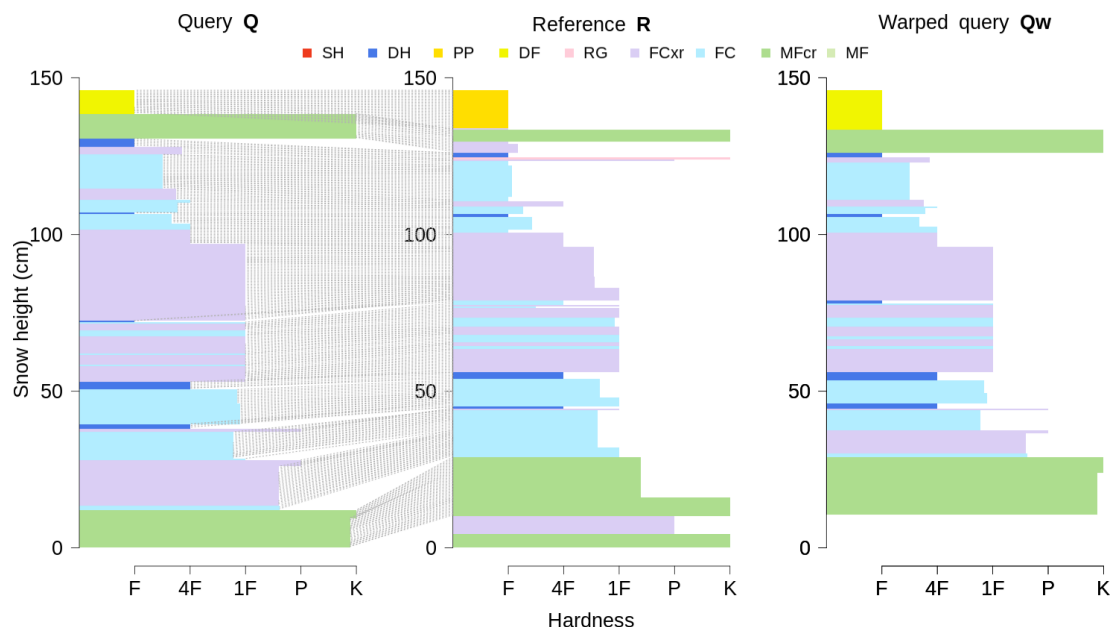 Query Q
Reference R
Warped query Qw
SH DH PP DF RG FCxr FC MFcr MF
150 150 150
100 100 100
50 50 50
0 0 0
Snow height (cm)
F 4F 1F P K F 4F 1F P K F 4F 1F P K
Hardness